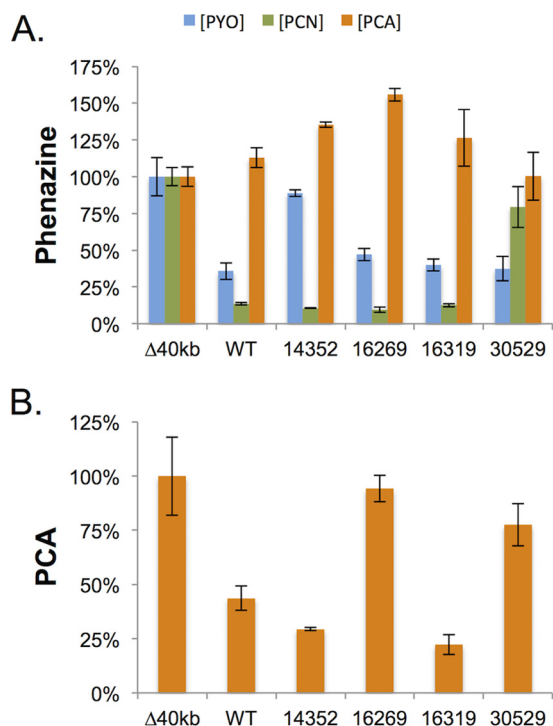 A.
[PYO] [PCN] [PCA]
Phenazine
175%
150%
125%
100%
75%
50%
25%
0%
Δ40kb WT 14352 16269 16319 30529
B.
PCA
125%
100%
75%
50%
25%
0%
Δ40kb WT 14352 16269 16319 30529